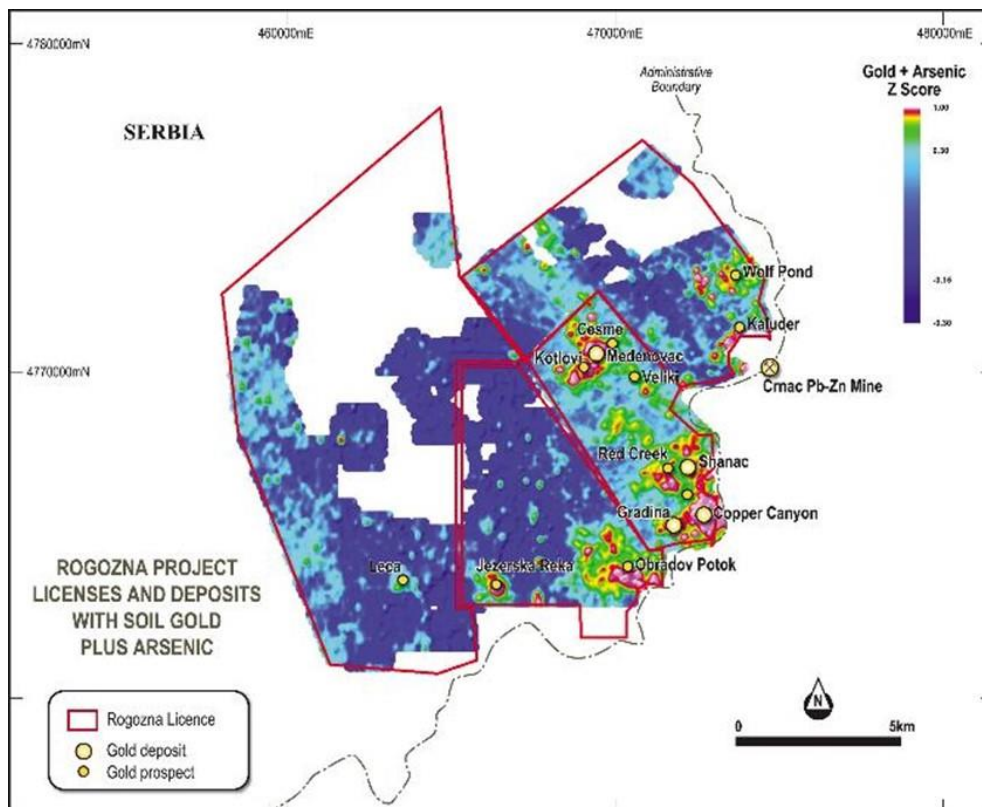 460000mE
470000mE
480000mE
4780000mN
Administrative
Boundary
Gold + Arsenic
Z Score
SERBIA
Wolf Pond
Kaluder
Cosme
Kotlovi
Medenovac
Veliki
4770000mN
Crnac Pb-Zn Mine
Red Creek
Shanac
Gradina
Copper Canyon
Leca
Jezerska Reka
Obradov Potok
ROGOZNA PROJECT
LICENSES AND DEPOSITS
WITH SOIL GOLD
PLUS ARSENIC
N
Rogozna Licence
Gold deposit
Gold prospect
0
5km